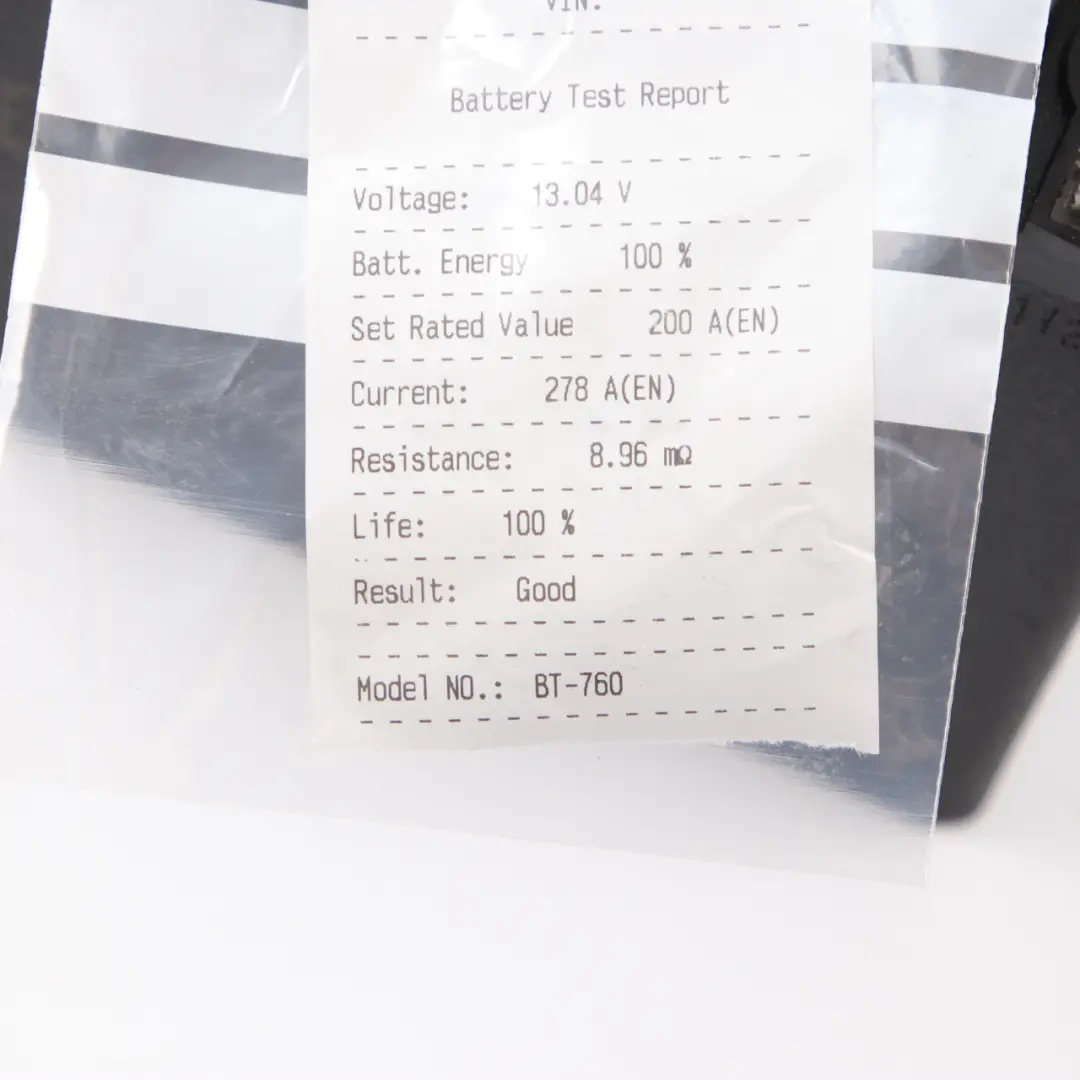 VIN.
Battery Test Report
Voltage: 13.04 V
Batt. Energy 100 %
Set Rated Value 200 A(EN)
Current: 278 A(EN)
Resistance: 8.96 mΩ
Life: 100 %
Result: Good
Model NO.: BT-760